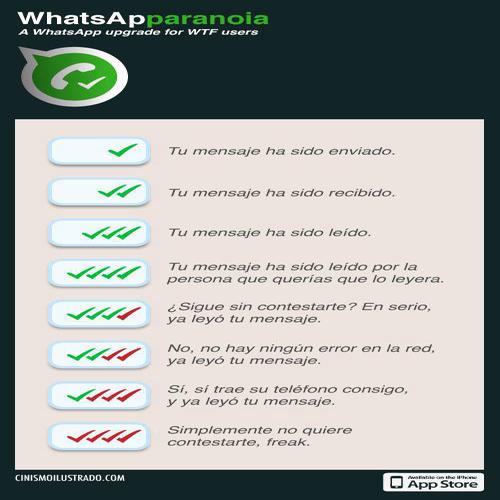 WhatsApparanoia
A WhatsApp upgrade for WTF users
Tu mensaje ha sido enviado.
Tu mensaje ha sido recibido.
Tu mensaje ha sido leído.
Tu mensaje ha sido leído por la
persona que querías que lo leyera.
¿Sigue sin contestarte? En serio,
ya leyó tu mensaje.
No, no hay ningún error en la red,
ya leyó tu mensaje.
Sí, sí trae su teléfono consigo,
y ya leyó tu mensaje.
Simplemente no quiere
contestarte, freak.
CINISMOILUSTRADO.COM
Available on the iPhone
App Store